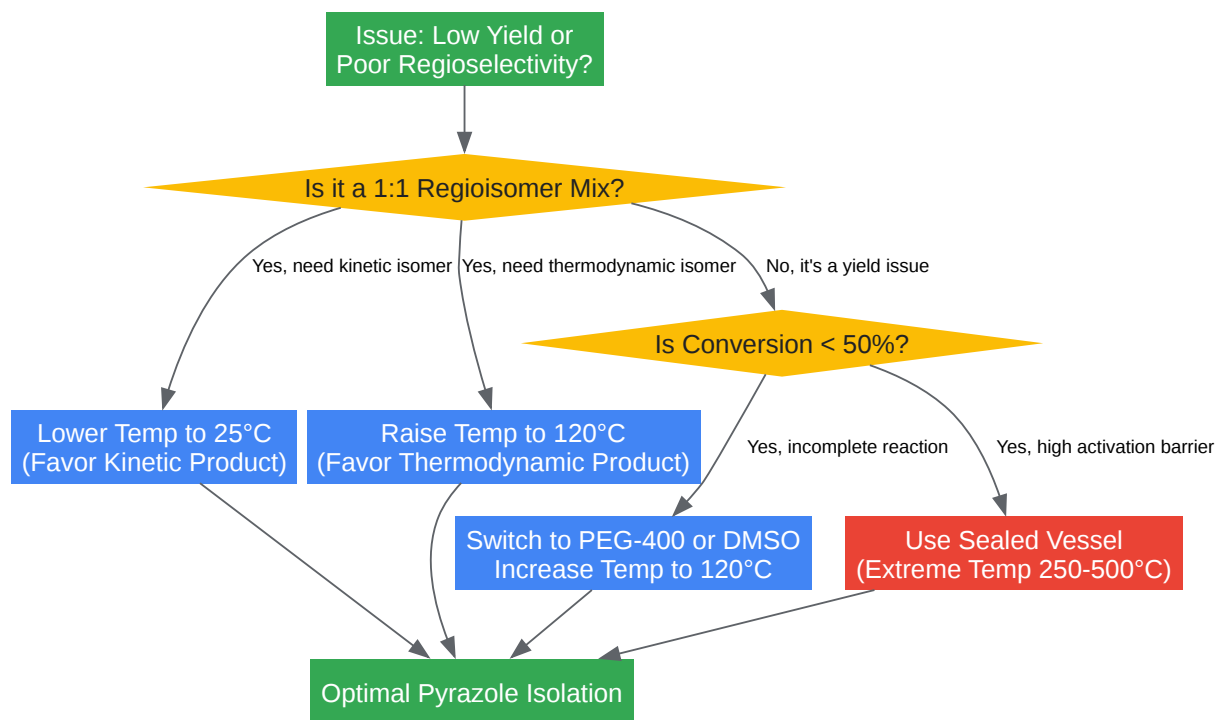 Issue: Low Yield or
Poor Regioselectivity?
Is it a 1:1 Regioisomer Mix?
Yes, need kinetic isomer
Yes, need thermodynamic isomer
No, it's a yield issue
Is Conversion < 50%?
Lower Temp to 25°C
(Favor Kinetic Product)
Raise Temp to 120°C
(Favor Thermodynamic Product)
Yes, incomplete reaction
Yes, high activation barrier
Switch to PEG-400 or DMSO
Increase Temp to 120°C
Use Sealed Vessel
(Extreme Temp 250-500°C)
Optimal Pyrazole Isolation